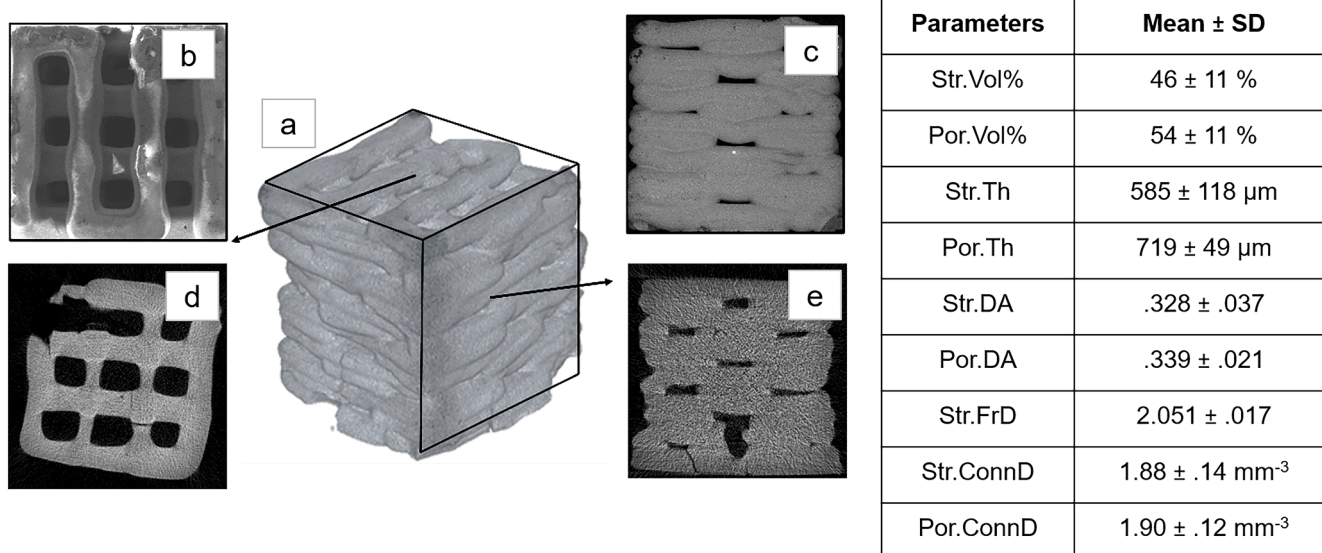 b
a
c
d
e
Parameters Mean ± SD
Str.Vol% 46 ± 11 %
Por.Vol% 54 ± 11 %
Str.Th 585 ± 118 µm
Por.Th 719 ± 49 µm
Str.DA .328 ± .037
Por.DA .339 ± .021
Str.FrD 2.051 ± .017
Str.ConnD 1.88 ± .14 mm⁻³
Por.ConnD 1.90 ± .12 mm⁻³